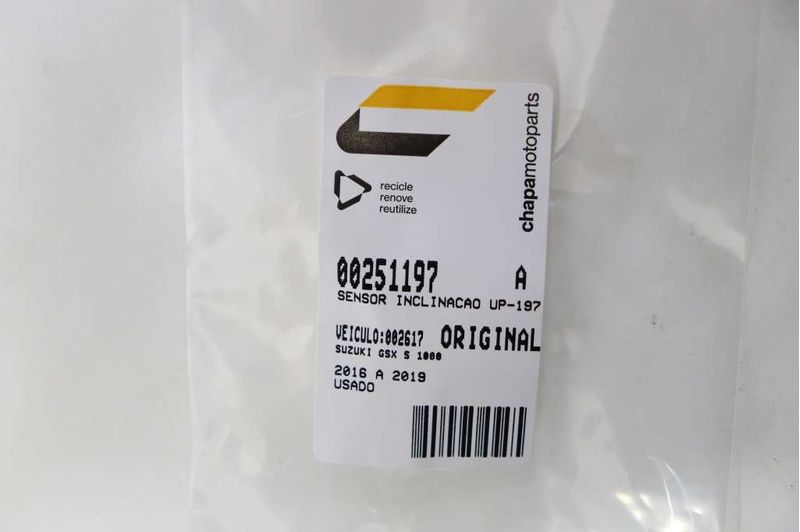 chapamotoparts
recicle
renove
reutilize
00251197 A
SENSOR INCLINACAO UP-197
VEICULO:002617 ORIGINAL
SUZUKI GSX S 1000
2016 A 2019
USADO